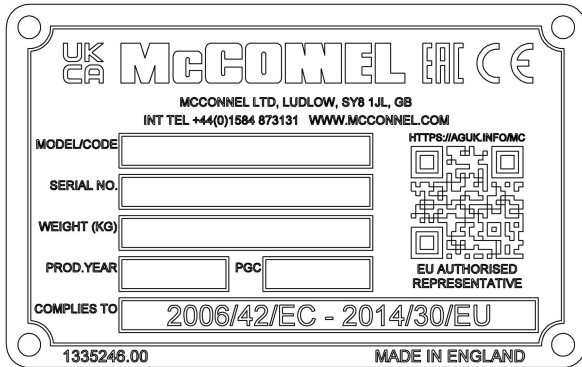 UK CA McCONNEL EAC CE
MCCONNEL LTD, LUDLOW, SY8 1JL, GB
INT TEL +44(0)1584 873131 WWW.MCCONNEL.COM
HTTPS://AGUK.INFO/MC
MODEL/CODE
SERIAL NO.
WEIGHT (KG)
PROD.YEAR PGC
EU AUTHORISED
REPRESENTATIVE
COMPLIES TO 2006/42/EC - 2014/30/EU
1335246.00 MADE IN ENGLAND